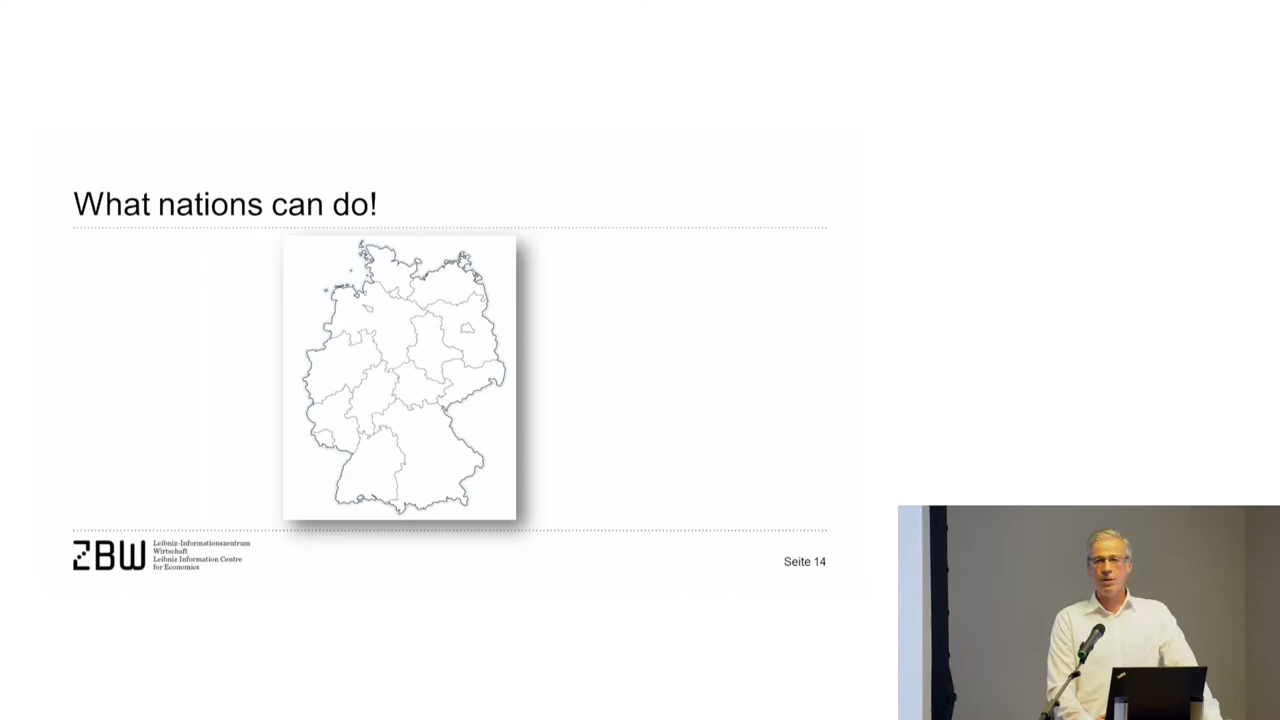 What nations can do!
ZBW
Leibniz-Informationszentrum
Wirtschaft
Leibniz Information Centre
for Economics
Seite 14